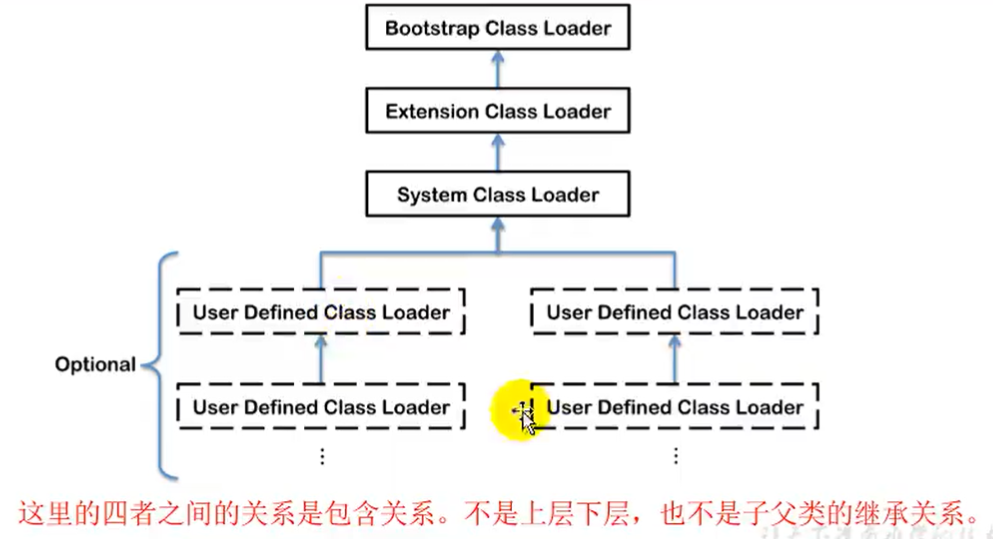 Bootstrap Class Loader
Extension Class Loader
System Class Loader
User Defined Class Loader
User Defined Class Loader
Optional
User Defined Class Loader
User Defined Class Loader
⋮
⋮
这里的四者之间的关系是包含关系。不是上层下层，也不是子父类的继承关系。